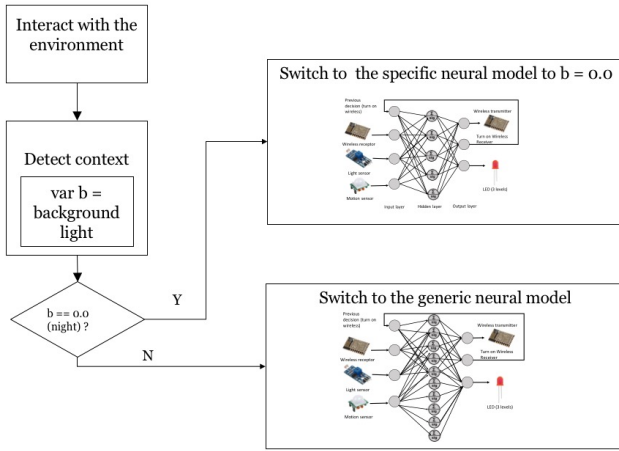 Interact with the
environment
Detect context
var b =
background
light
b == 0.0
(night) ?
Y
N
Switch to the specific neural model to b = 0.0
Previous
decision (turn on
wireless)
Wireless receptor
Light sensor
Motion sensor
Input layer
Hidden layer
Output layer
Wireless transmitter
Turn on Wireless
Receiver
LED (2 levels)
Switch to the generic neural model
Previous
decision (turn on
wireless)
Wireless receptor
Light sensor
Motion sensor
Wireless transmitter
Turn on Wireless
Receiver
LED (3 levels)